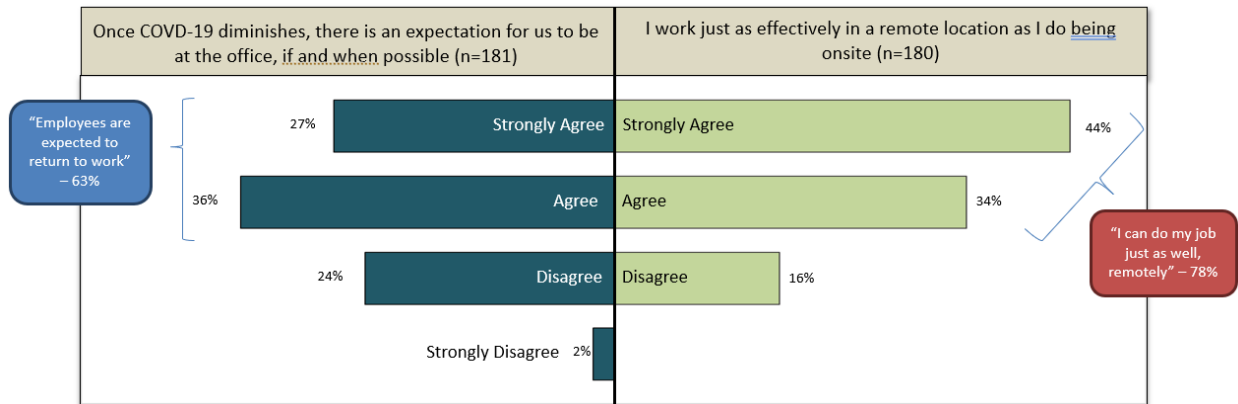 Once COVD-19 diminishes, there is an expectation for us to be
at the office, if and when possible (n=181)
I work just as effectively in a remote location as I do being
onsite (n=180)
“Employees are
expected to
return to work”
– 63%
27%
Strongly Agree
Strongly Agree
44%
36%
Agree
Agree
34%
24%
Disagree
Disagree
16%
Strongly Disagree
2%
“I can do my job
just as well,
remotely” – 78%